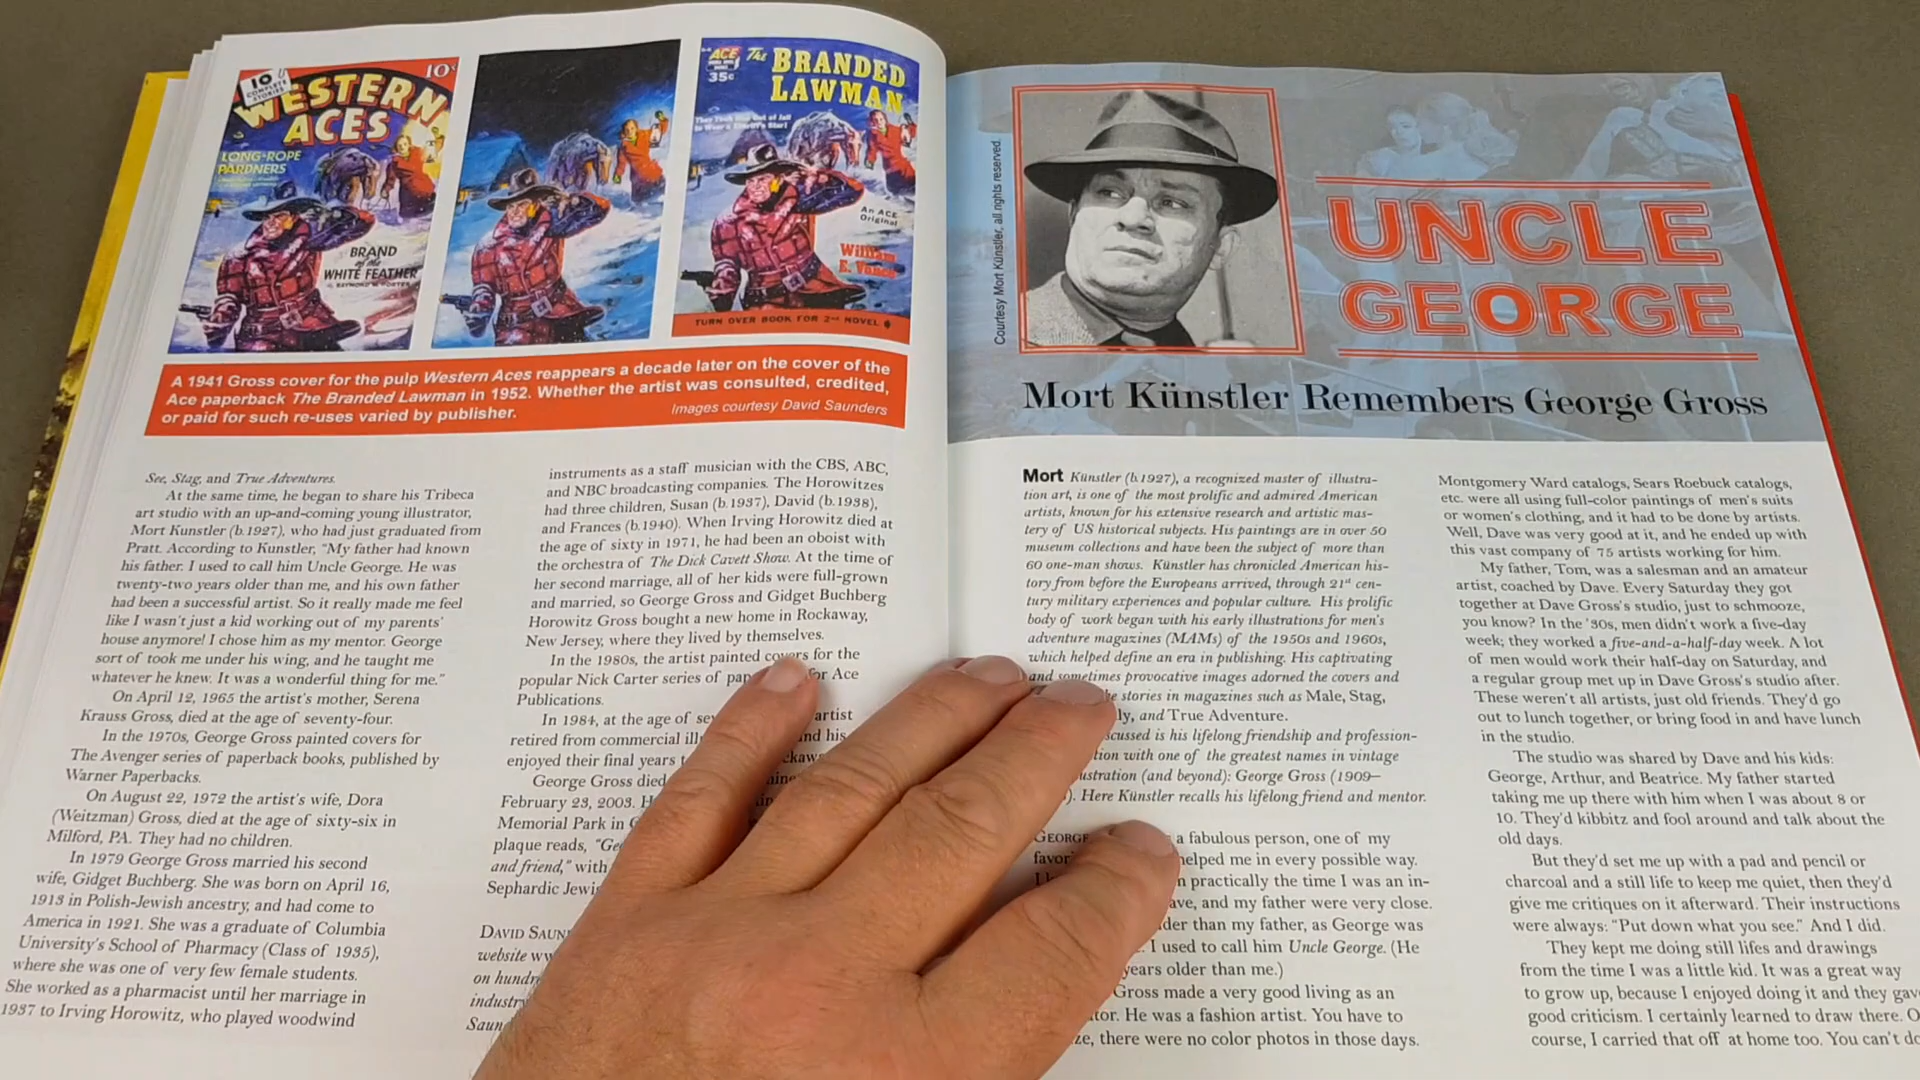 10
COMPLETE
STORIES
10¢
WESTERN
ACES
LONG-ROPE
PARDNERS
BRAND
of the
WHITE FEATHER
ACE
35c
The BRANDED
LAWMAN
An ACE
Original
William
E. Vance
TURN OVER BOOK FOR 2nd NOVEL
A 1941 Gross cover for the pulp Western Aces reappears a decade later on the cover of the
Ace paperback The Branded Lawman in 1952. Whether the artist was consulted, credited,
or paid for such re-uses varied by publisher.
Images courtesy David Saunders
See, Stag, and True Adventures.
At the same time, he began to share his Tribeca
art studio with an up-and-coming young illustrator,
Mort Kunstler (b.1927), who had just graduated from
Pratt. According to Kunstler, "My father had known
his father. I used to call him Uncle George. He was
twenty-two years older than me, and his own father
had been a successful artist. So it really made me feel
like I wasn't just a kid working out of my parents'
house anymore! I chose him as my mentor. George
sort of took me under his wing, and he taught me
whatever he knew. It was a wonderful thing for me."
On April 12, 1965 the artist's mother, Serena
Krauss Gross, died at the age of seventy-four.
In the 1970s, George Gross painted covers for
The Avenger series of paperback books, published by
Warner Paperbacks.
On August 22, 1972 the artist's wife, Dora
(Weitzman) Gross, died at the age of sixty-six in
Milford, PA. They had no children.
In 1979 George Gross married his second
wife, Gidget Buchberg. She was born on April 16,
1913 in Polish-Jewish ancestry, and had come to
America in 1921. She was a graduate of Columbia
University's School of Pharmacy (Class of 1935),
where she was one of very few female students.
She worked as a pharmacist until her marriage in
1937 to Irving Horowitz, who played woodwind
instruments as a staff musician with the CBS, ABC,
and NBC broadcasting companies. The Horowitzes
had three children, Susan (b.1937), David (b.1938),
and Frances (b.1940). When Irving Horowitz died at
the age of sixty in 1971, he had been an oboist with
the orchestra of The Dick Cavett Show. At the time of
her second marriage, all of her kids were full-grown
and married, so George Gross and Gidget Buchberg
Horowitz Gross bought a new home in Rockaway,
New Jersey, where they lived by themselves.
In the 1980s, the artist painted covers for the
popular Nick Carter series of pap for Ace
Publications.
In 1984, at the age of se artist
retired from commercial ill and his
enjoyed their final years
George Gross died
February 23, 2003. H
Memorial Park in
plaque reads, "Ge
and friend," with
Sephardic Jewi
DAVID SAUN
website ww
on hundr
industry
Saun
Courtesy Mort Künstler, all rights reserved.
UNCLE
GEORGE
Mort Künstler Remembers George Gross
Mort Künstler (b.1927), a recognized master of illustra-
tion art, is one of the most prolific and admired American
artists, known for his extensive research and artistic mas-
tery of US historical subjects. His paintings are in over 50
museum collections and have been the subject of more than
60 one-man shows. Künstler has chronicled American his-
tory from before the Europeans arrived, through 21st cen-
tury military experiences and popular culture. His prolific
body of work began with his early illustrations for men's
adventure magazines (MAMs) of the 1950s and 1960s,
which helped define an era in publishing. His captivating
and sometimes provocative images adorned the covers and
e stories in magazines such as Male, Stag,
ly, and True Adventure.
scussed is his lifelong friendship and profession-
tion with one of the greatest names in vintage
ustration (and beyond): George Gross (1909–
). Here Künstler recalls his lifelong friend and mentor.
GEORGE a fabulous person, one of my
favori helped me in every possible way.
n practically the time I was an in-
ave, and my father were very close.
der than my father, as George was
. I used to call him Uncle George. (He
years older than me.)
Gross made a very good living as an
tor. He was a fashion artist. You have to
ze, there were no color photos in those days.
Montgomery Ward catalogs, Sears Roebuck catalogs,
etc. were all using full-color paintings of men's suits
or women's clothing, and it had to be done by artists.
Well, Dave was very good at it, and he ended up with
this vast company of 75 artists working for him.
My father, Tom, was a salesman and an amateur
artist, coached by Dave. Every Saturday they got
together at Dave Gross's studio, just to schmooze,
you know? In the '30s, men didn't work a five-day
week; they worked a five-and-a-half-day week. A lot
of men would work their half-day on Saturday, and
a regular group met up in Dave Gross's studio after.
These weren't all artists, just old friends. They'd go
out to lunch together, or bring food in and have lunch
in the studio.
The studio was shared by Dave and his kids:
George, Arthur, and Beatrice. My father started
taking me up there with him when I was about 8 or
10. They'd kibbitz and fool around and talk about the
old days.
But they'd set me up with a pad and pencil or
charcoal and a still life to keep me quiet, then they'd
give me critiques on it afterward. Their instructions
were always: "Put down what you see." And I did.
They kept me doing still lifes and drawings
from the time I was a little kid. It was a great way
to grow up, because I enjoyed doing it and they gave
good criticism. I certainly learned to draw there. O
course, I carried that off at home too. You can't do